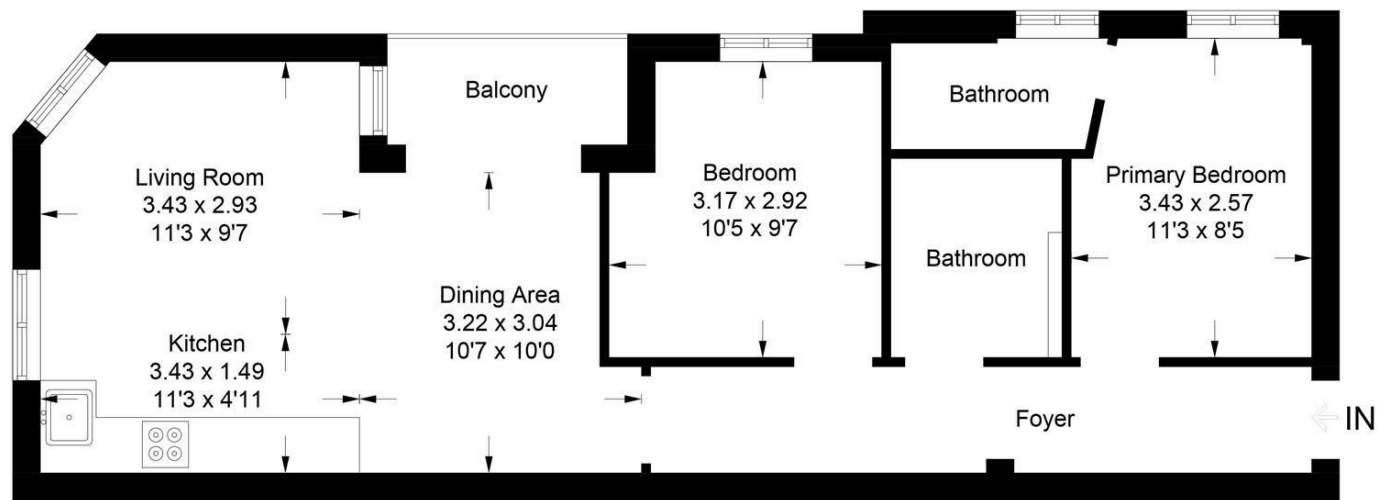 Living Room
3.43 x 2.93
11'3 x 9'7
Kitchen
3.43 x 1.49
11'3 x 4'11
Balcony
Dining Area
3.22 x 3.04
10'7 x 10'0
Bedroom
3.17 x 2.92
10'5 x 9'7
Bathroom
Bathroom
Primary Bedroom
3.43 x 2.57
11'3 x 8'5
Foyer
IN